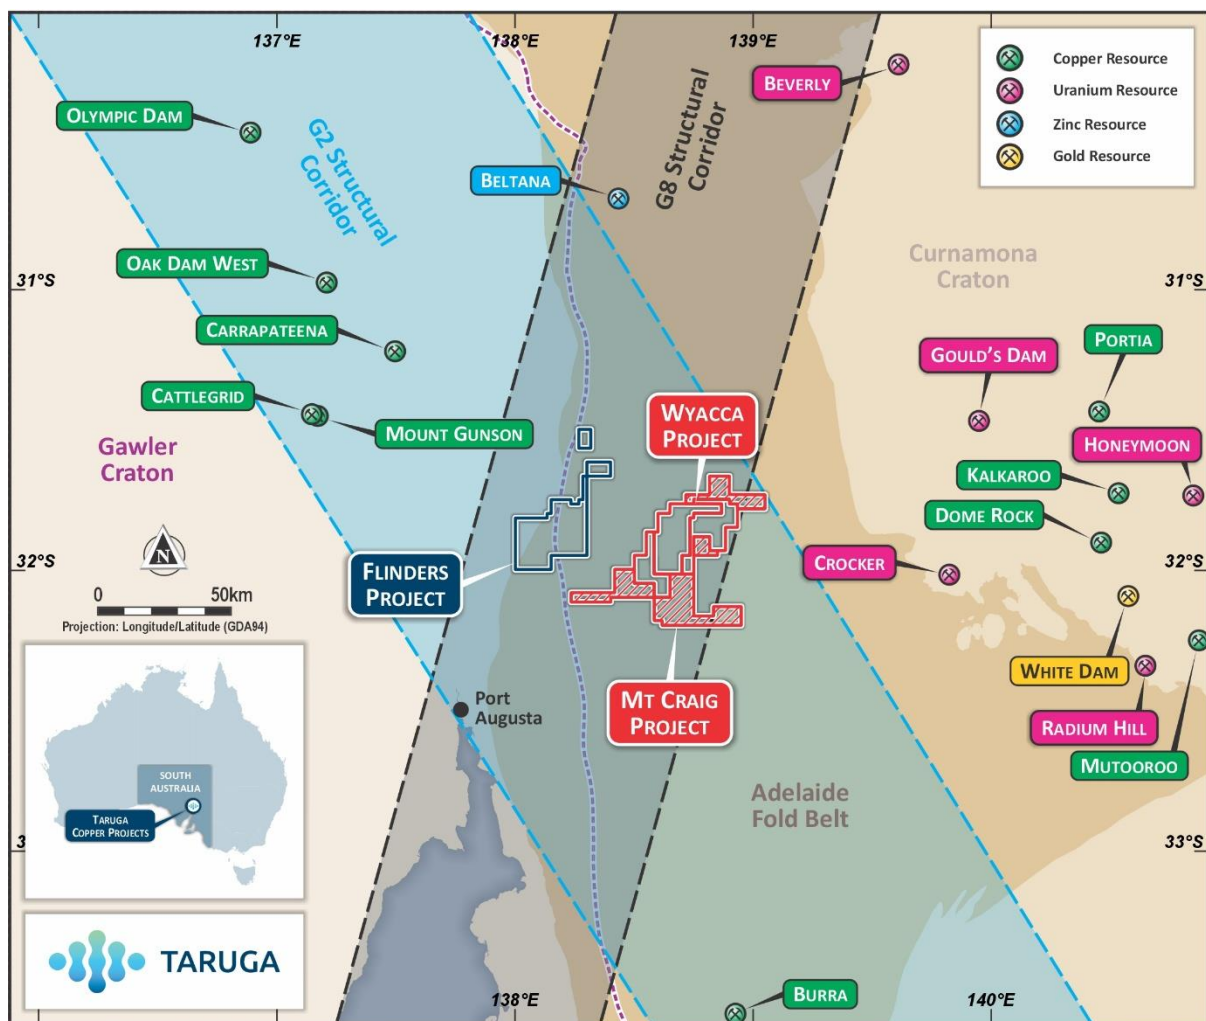 137°E
138°E
139°E
OLYMPIC DAM
G2 Structural
Corridor
BELTANA
G8 Structural
Corridor
BEVERLY
Copper Resource
Uranium Resource
Zinc Resource
Gold Resource
31°S
31°S
OAK DAM WEST
CARRAPATEENA
CATTLEGRID
MOUNT GUNSON
Gawler
Craton
Curnamona
Craton
GOULD'S DAM
PORTIA
HONEYMOON
KALKAROO
DOME ROCK
CROCKER
WYACCA
PROJECT
FLINDERS
PROJECT
MT CRAIG
PROJECT
N
0
50km
Projection: Longitude/Latitude (GDA94)
32°S
32°S
WHITE DAM
RADIUM HILL
MUTOOROO
Port
Augusta
SOUTH
AUSTRALIA
TARUGA
COPPER PROJECTS
Adelaide
Fold Belt
3
33°S
TARUGA
138°E
BURRA
140°E